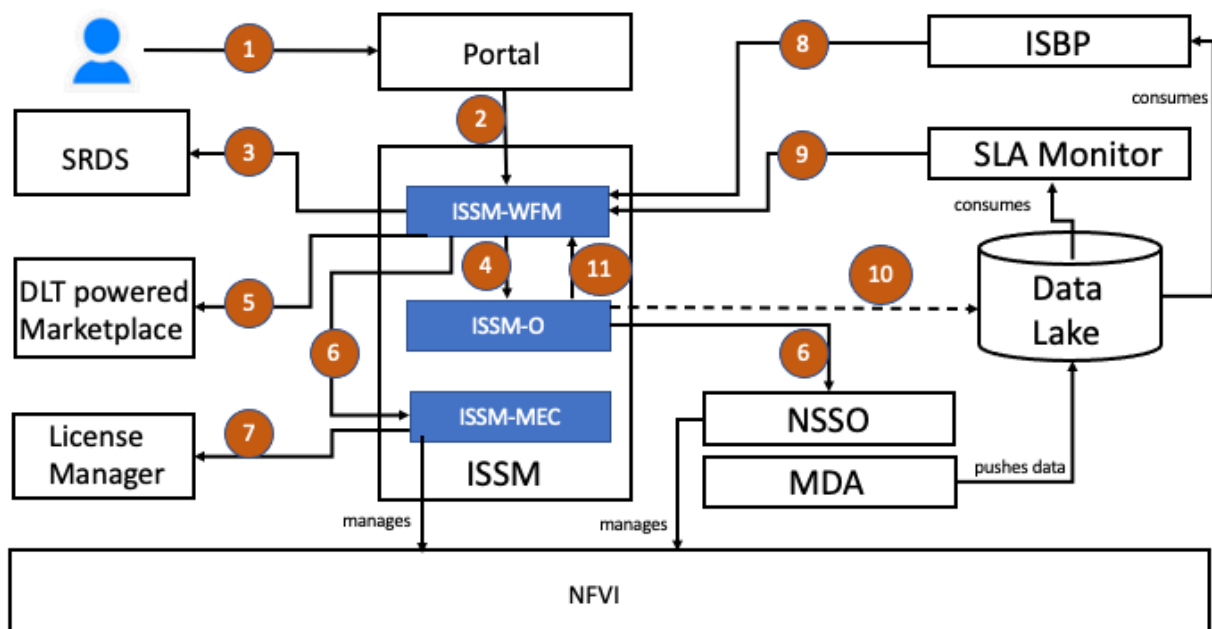 1
Portal
8
ISBP
consumes
2
SRDS
3
9
SLA Monitor
consumes
ISSM-WFM
4
11
10
DLT powered
Marketplace
5
ISSM-O
Data
Lake
6
6
ISSM-MEC
NSSO
License
Manager
7
ISSM
MDA
pushes data
manages
manages
NFVI